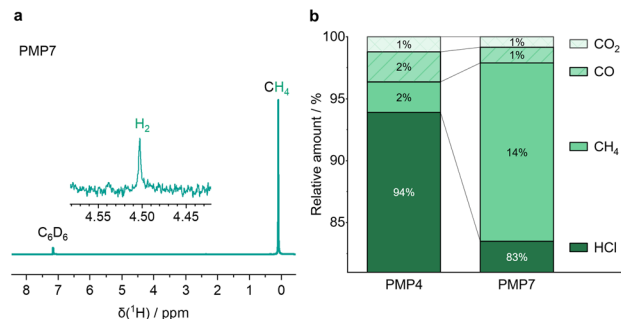 a
PMP7
CH₄
H₂
4.55 4.50 4.45
C₆D₆
8 7 6 5 4 3 2 1 0
δ(¹H) / ppm
b
Relative amount / %
100
95
90
85
1% 1%
2% 1%
2% 14%
94% 83%
PMP4 PMP7
CO₂
CO
CH₄
HCl